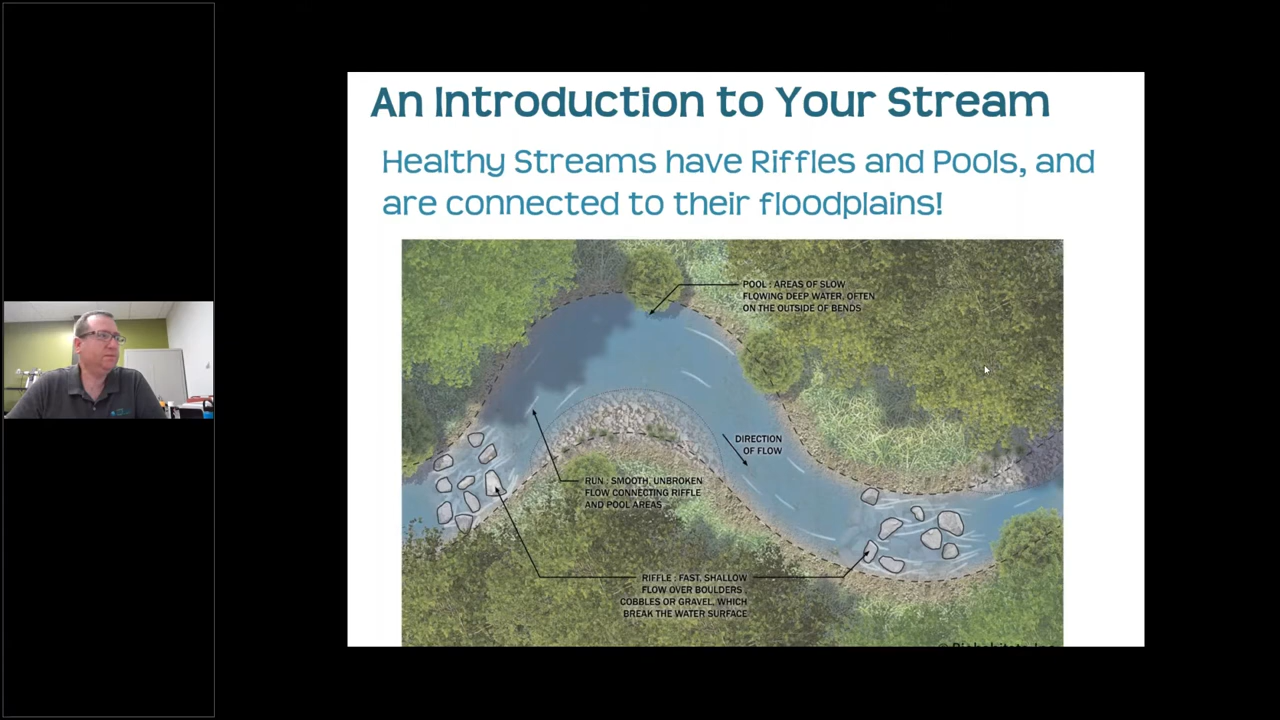 An Introduction to Your Stream
Healthy Streams have Riffles and Pools, and
are connected to their floodplains!
POOL : AREAS OF SLOW
FLOWING DEEP WATER, OFTEN
ON THE OUTSIDE OF BENDS
DIRECTION
OF FLOW
RUN : SMOOTH, UNBROKEN
FLOW CONNECTING RIFFLE
AND POOL AREAS
RIFFLE : FAST, SHALLOW
FLOW OVER BOULDERS
COBBLES OR GRAVEL, WHICH
BREAK THE WATER SURFACE